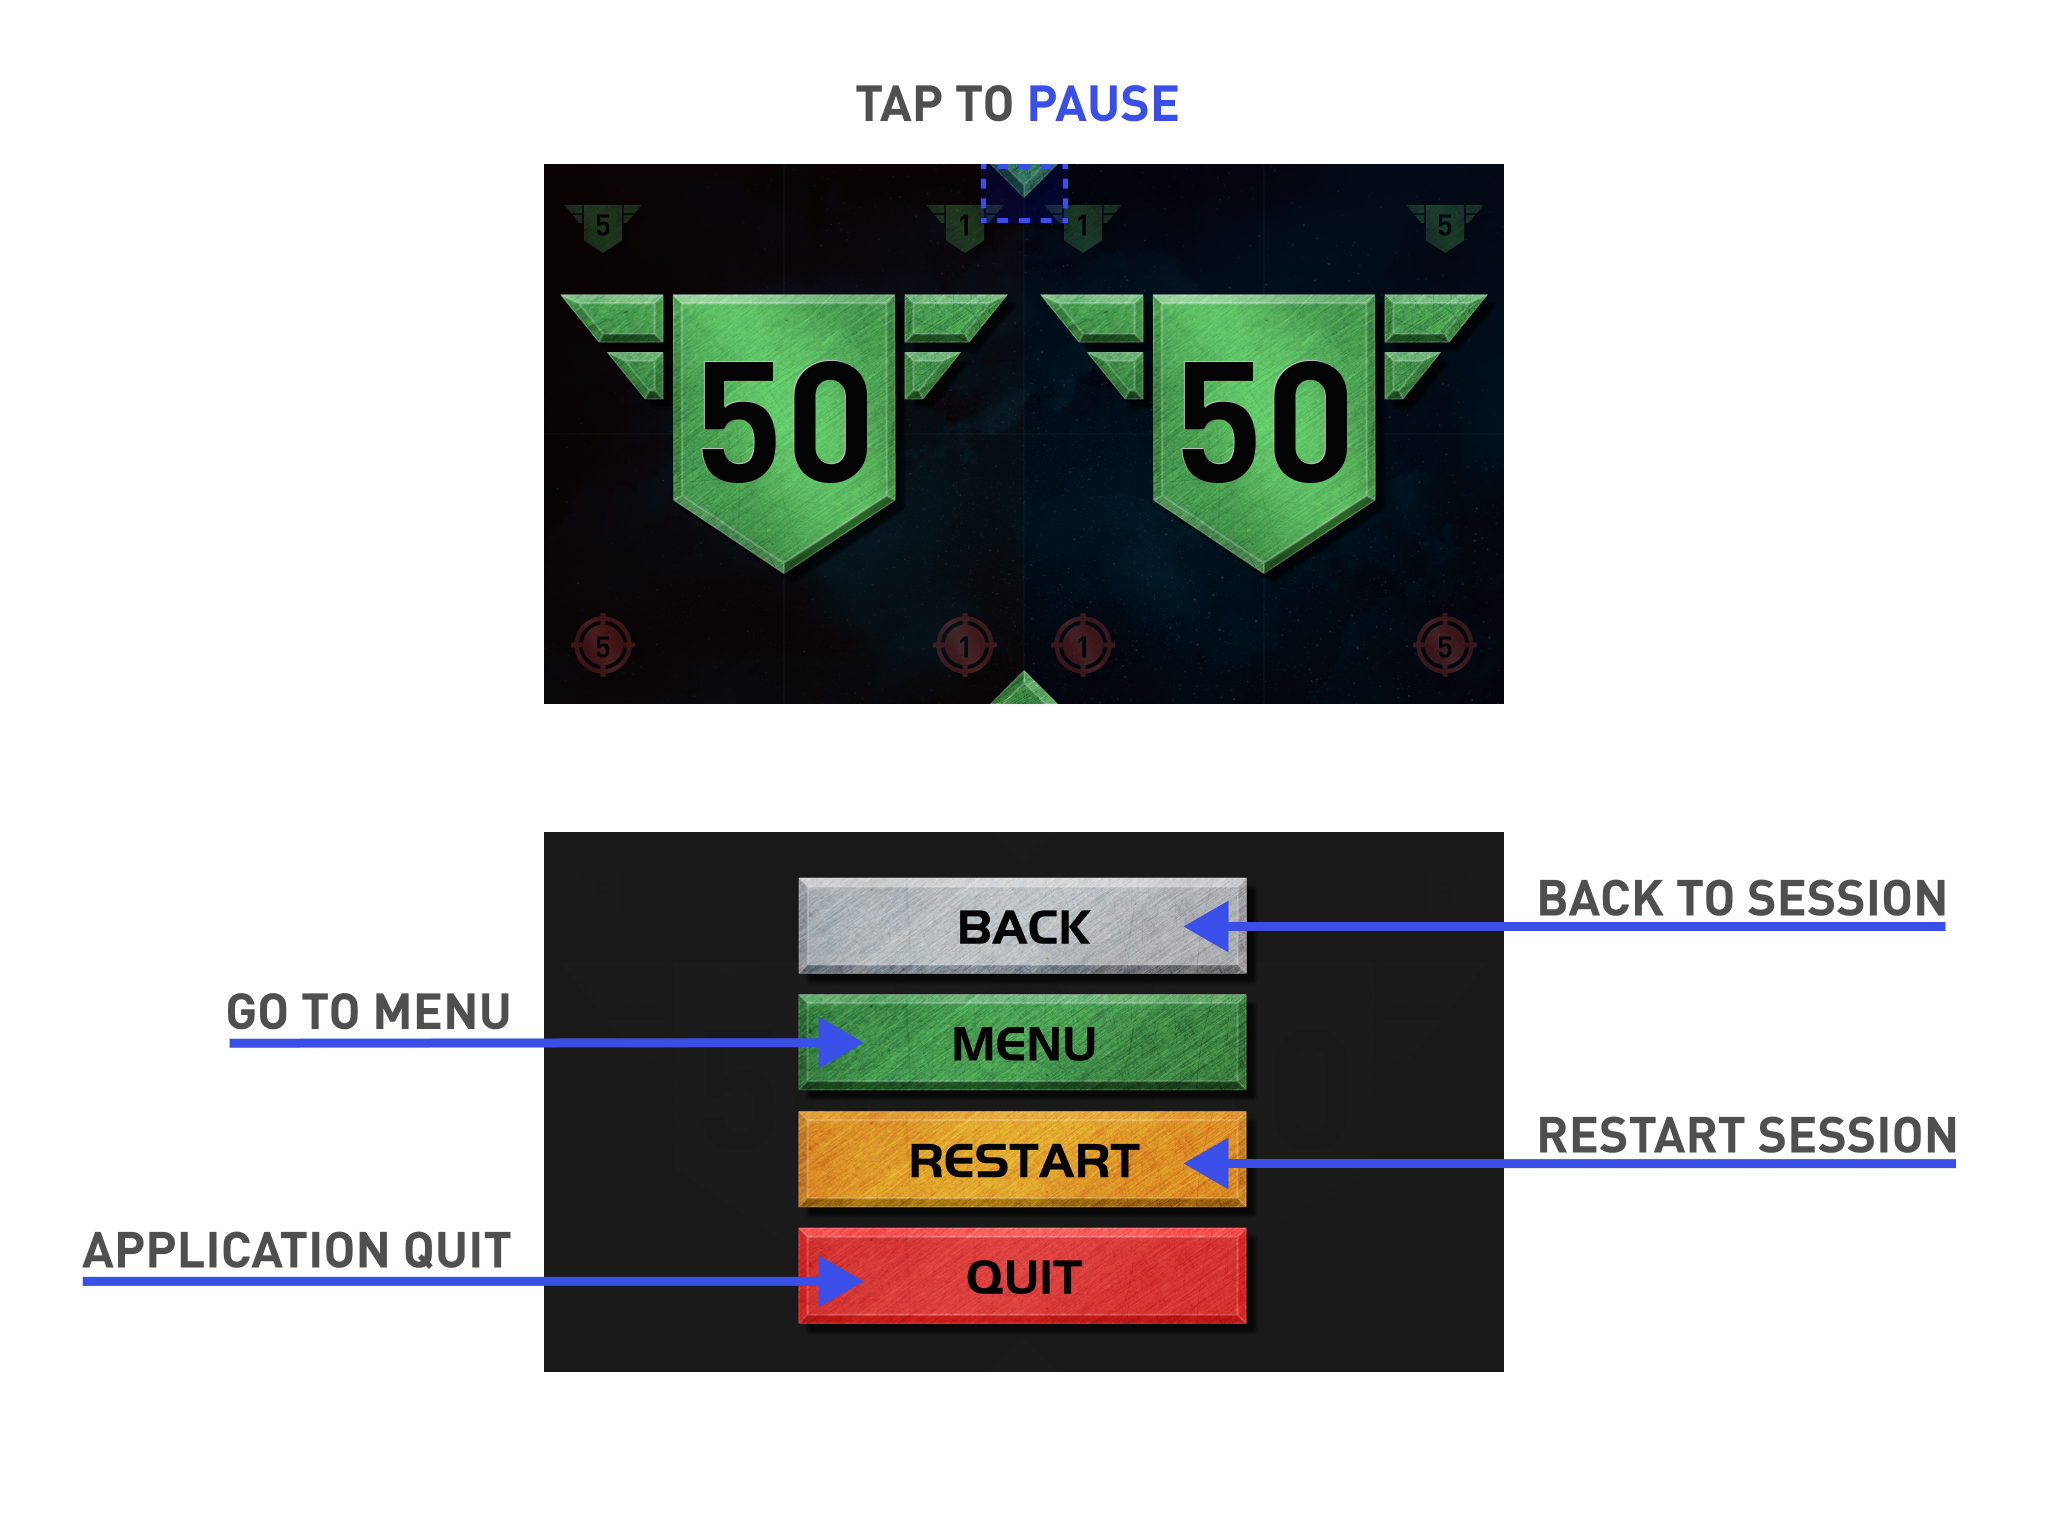 TAP TO PAUSE
5 1 1 5
50 50
5 1 1 5
BACK
BACK TO SESSION
GO TO MENU
MENU
RESTART
RESTART SESSION
APPLICATION QUIT
QUIT